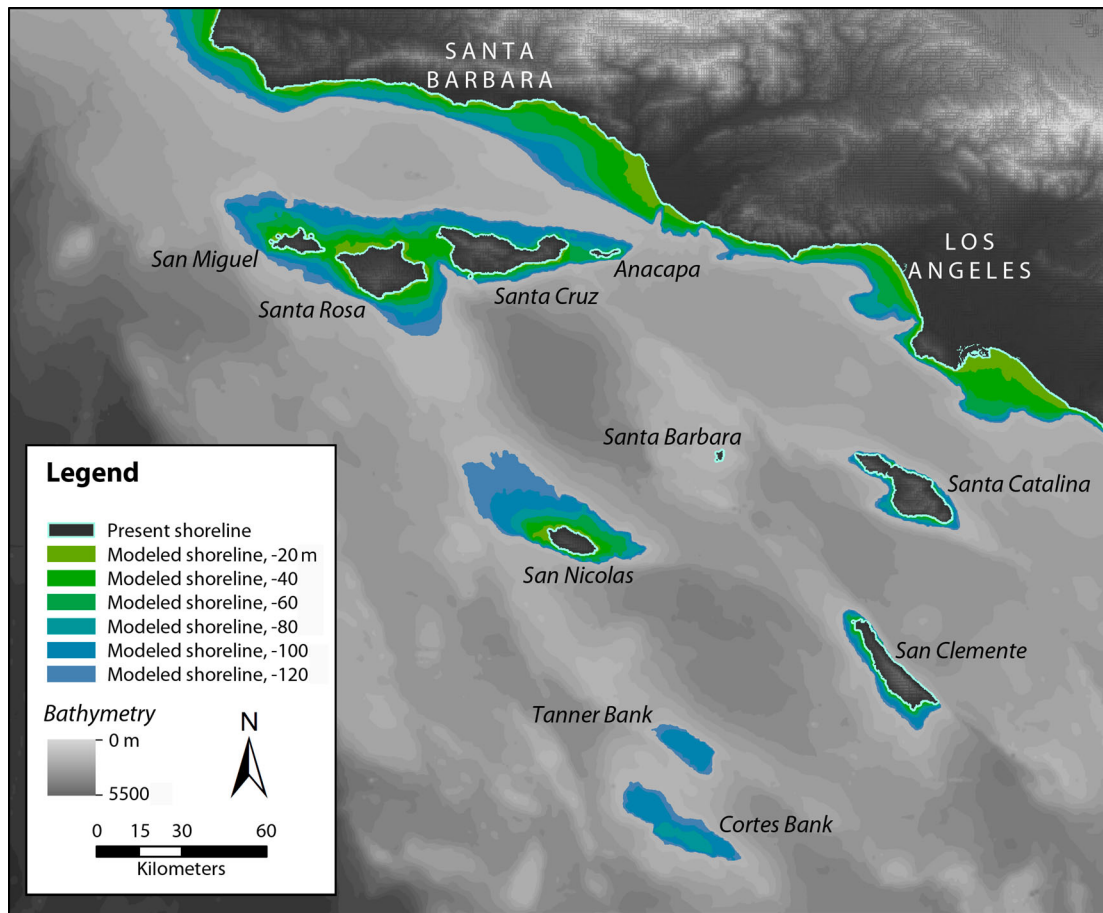 SANTA
BARBARA
LOS
ANGELES
San Miguel
Santa Rosa
Santa Cruz
Anacapa
Santa Barbara
Santa Catalina
San Nicolas
San Clemente
Tanner Bank
Cortes Bank
Legend
Present shoreline
Modeled shoreline, -20 m
Modeled shoreline, -40
Modeled shoreline, -60
Modeled shoreline, -80
Modeled shoreline, -100
Modeled shoreline, -120
Bathymetry
0 m
5500
N
0 15 30 60
Kilometers